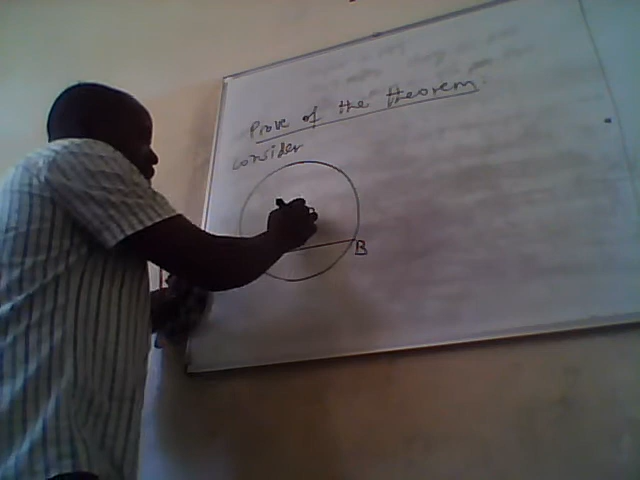 Prove of the theorem.
consider
B